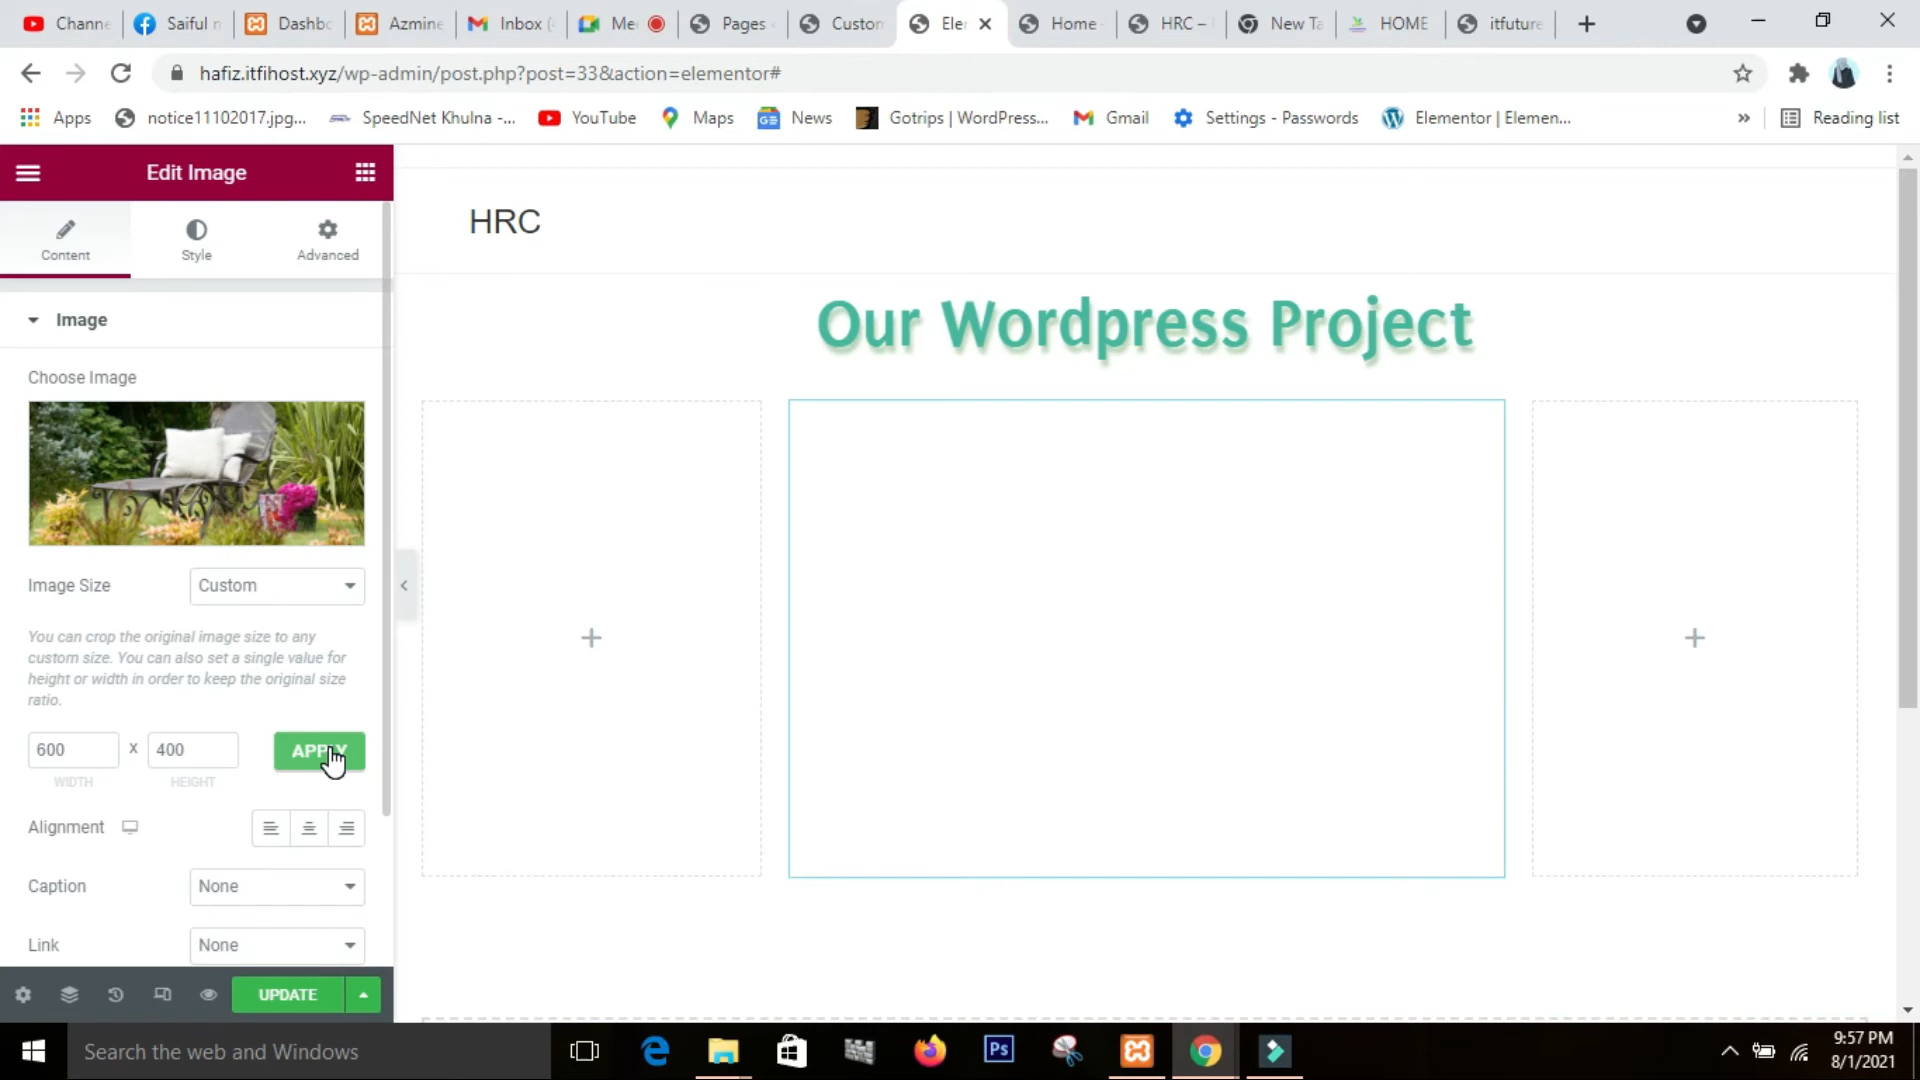 Channe
Saiful n
Dashbo
Azmine
Inbox (
Me
Pages
Custom
Ele
Home
HRC –
New Ta
HOME
itfuture
hafiz.itfihost.xyz/wp-admin/post.php?post=33&action=elementor#
Apps
notice11102017.jpg...
SpeedNet Khulna -...
YouTube
Maps
News
Gotrips | WordPress...
Gmail
Settings - Passwords
Elementor | Elemen...
»
Reading list
Edit Image
Content
Style
Advanced
Image
Choose Image
Image Size
Custom
You can crop the original image size to any
custom size. You can also set a single value for
height or width in order to keep the original size
ratio.
600 x 400
APPLY
WIDTH
HEIGHT
Alignment
Caption
None
Link
None
UPDATE
HRC
Our Wordpress Project
Search the web and Windows
Ps
9:57 PM
8/1/2021